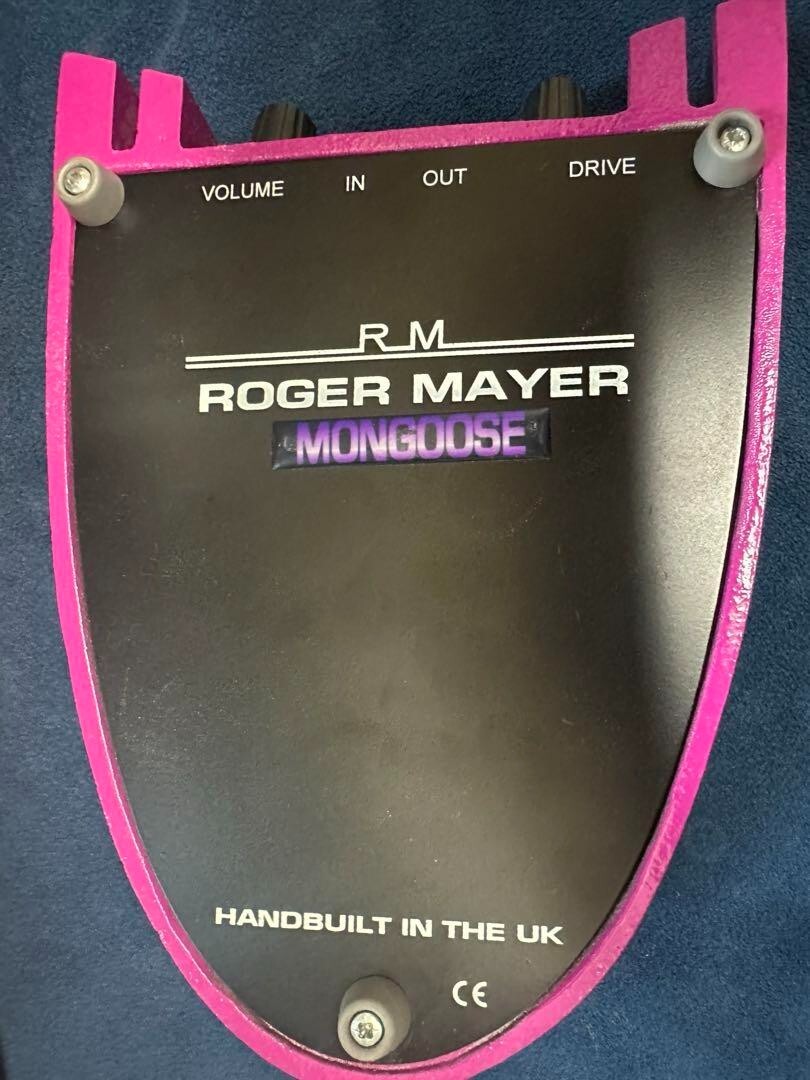 VOLUME IN OUT DRIVE
RM
ROGER MAYER
MONGOOSE
HANDBUILT IN THE UK
CE